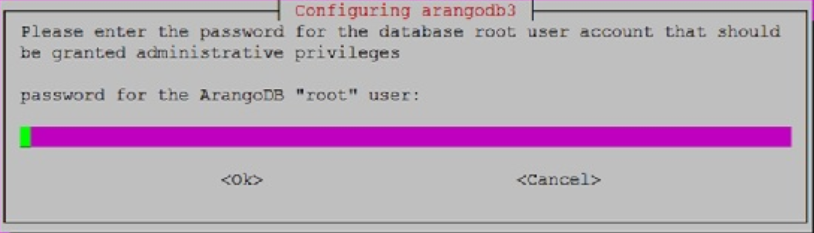 Configuring arangodb3
Please enter the password for the database root user account that should
be granted administrative privileges
password for the ArangoDB "root" user:
<Ok> <Cancel>